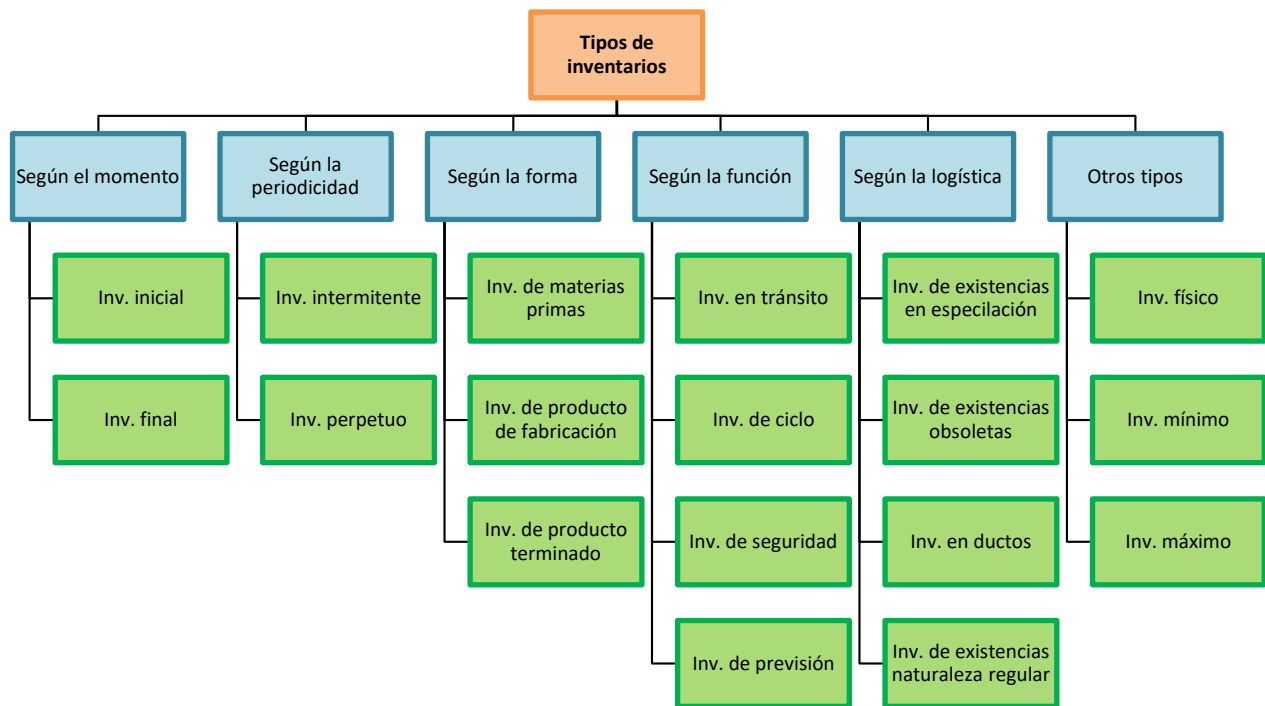 Tipos de
inventarios
Según el momento
Inv. inicial
Inv. final
Según la
periodicidad
Inv. intermitente
Inv. perpetuo
Según la forma
Inv. de materias
primas
Inv. de producto
de fabricación
Inv. de producto
terminado
Según la función
Inv. en tránsito
Inv. de ciclo
Inv. de seguridad
Inv. de previsión
Según la logística
Inv. de existencias
en especilación
Inv. de existencias
obsoletas
Inv. en ductos
Inv. de existencias
naturaleza regular
Otros tipos
Inv. físico
Inv. mínimo
Inv. máximo